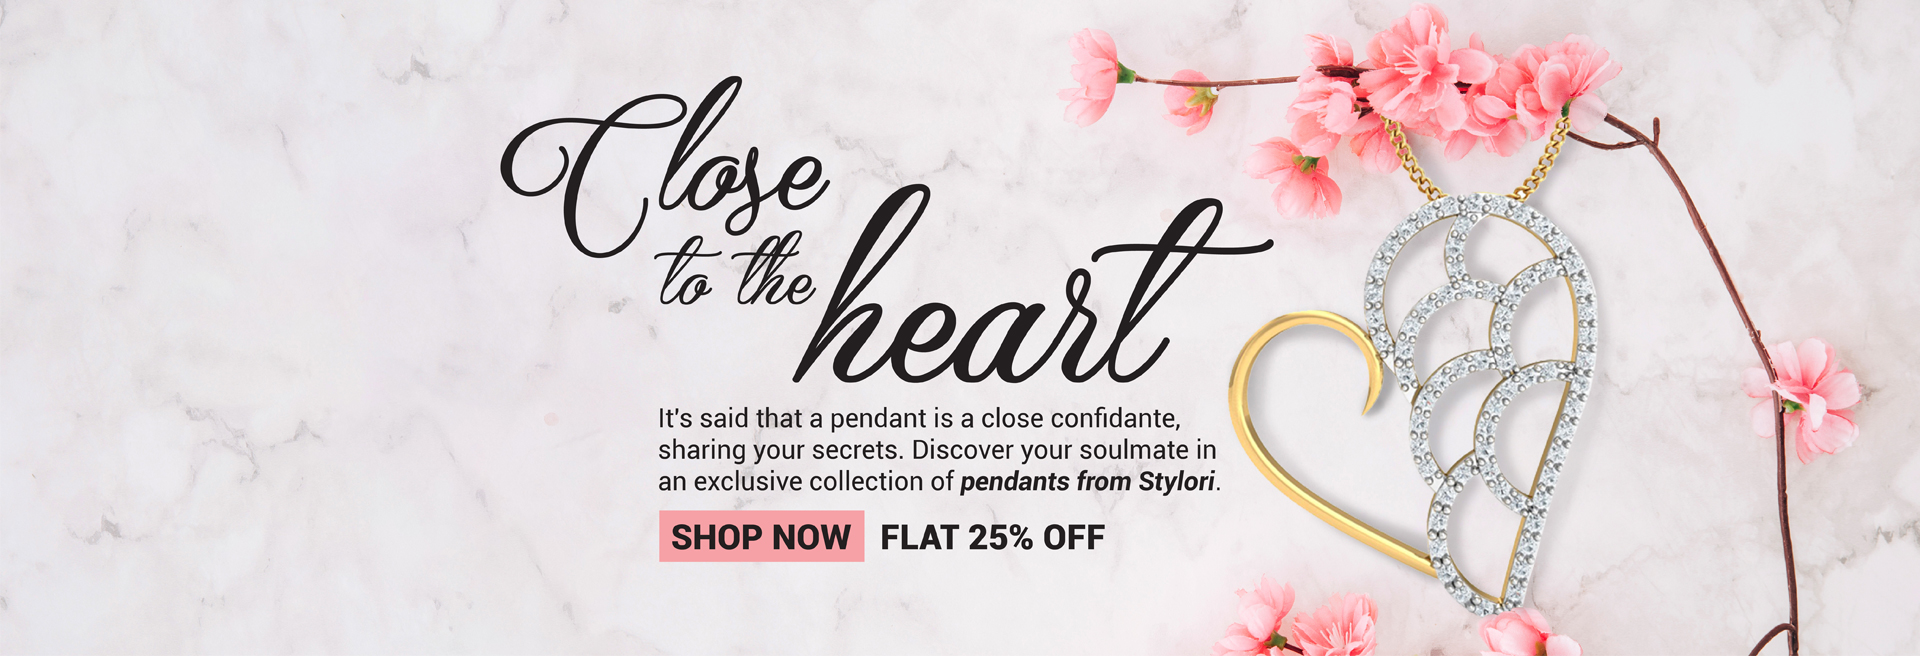 Close
to the heart
It's said that a pendant is a close confidante,
sharing your secrets. Discover your soulmate in
an exclusive collection of pendants from Stylori.
SHOP NOW FLAT 25% OFF